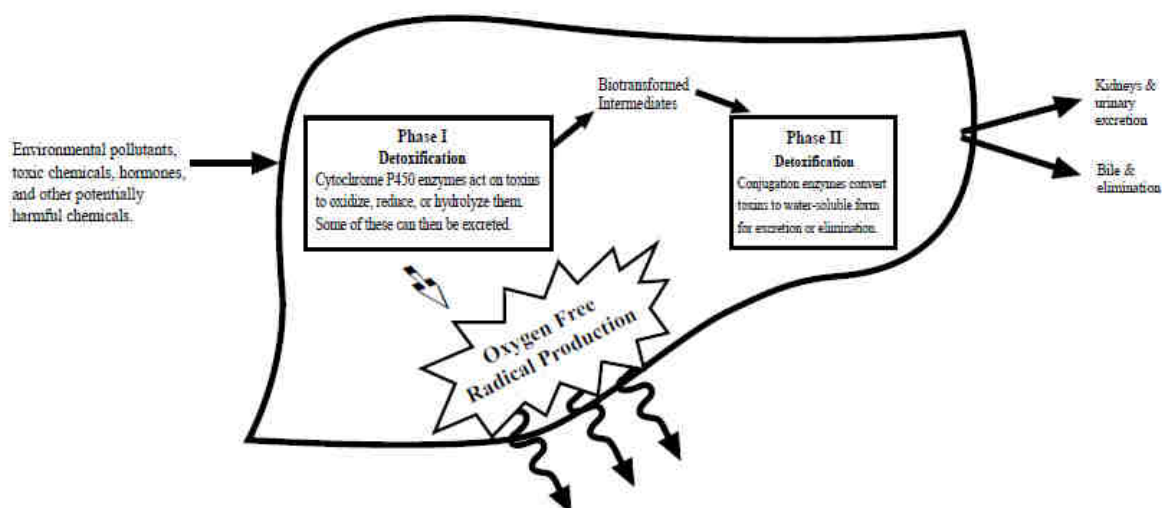 Environmental pollutants,
toxic chemicals, hormones,
and other potentially
harmful chemicals.
Phase I
Detoxification
Cytochrome P450 enzymes act on toxins
to oxidize, reduce, or hydrolyze them.
Some of these can then be excreted.
Biotransformed
Intermediates
Phase II
Detoxification
Conjugation enzymes convert
toxins to water-soluble form
for excretion or elimination.
Kidneys &
urinary
excretion
Bile &
elimination
Oxygen Free
Radical Production